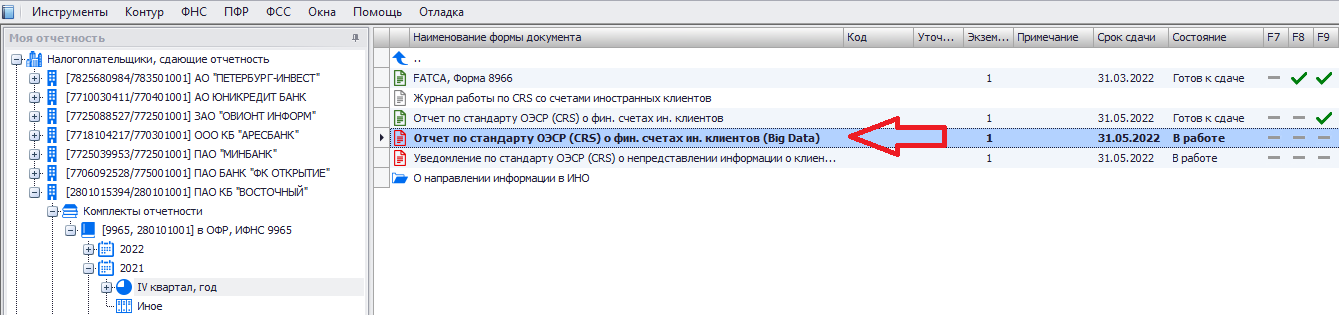 Инструменты Контур ФНС ПФР ФСС Окна Помощь Отладка
Моя отчетность
Налогоплательщики, сдающие отчетность
[7825680984/783501001] АО "ПЕТЕРБУРГ-ИНВЕСТ"
[7710030411/770401001] АО ЮНИКРЕДИТ БАНК
[7725088527/772501001] ЗАО "ОВИОНТ ИНФОРМ"
[7718104217/770301001] ООО КБ "АРЕСБАНК"
[7725039953/772501001] ПАО "МИНБАНК"
[7706092528/775001001] ПАО БАНК "ФК ОТКРЫТИЕ"
[2801015394/280101001] ПАО КБ "ВОСТОЧНЫЙ"
Комплекты отчетности
[9965, 280101001] в ОФР, ИФНС 9965
2022
2021
IV квартал, год
Иное
Наименование формы документа Код Уточ... Экзем... Примечание Срок сдачи Состояние F7 F8 F9
..
FATCA, Форма 8966 1 31.03.2022 Готов к сдаче
Журнал работы по CRS со счетами иностранных клиентов
Отчет по стандарту ОЭСР (CRS) о фин. счетах ин. клиентов 1 31.05.2022 Готов к сдаче
Отчет по стандарту ОЭСР (CRS) о фин. счетах ин. клиентов (Big Data) 1 31.05.2022 В работе
Уведомление по стандарту ОЭСР (CRS) о непредставлении информации о клиен... 1 31.05.2022 В работе
О направлении информации в ИНО